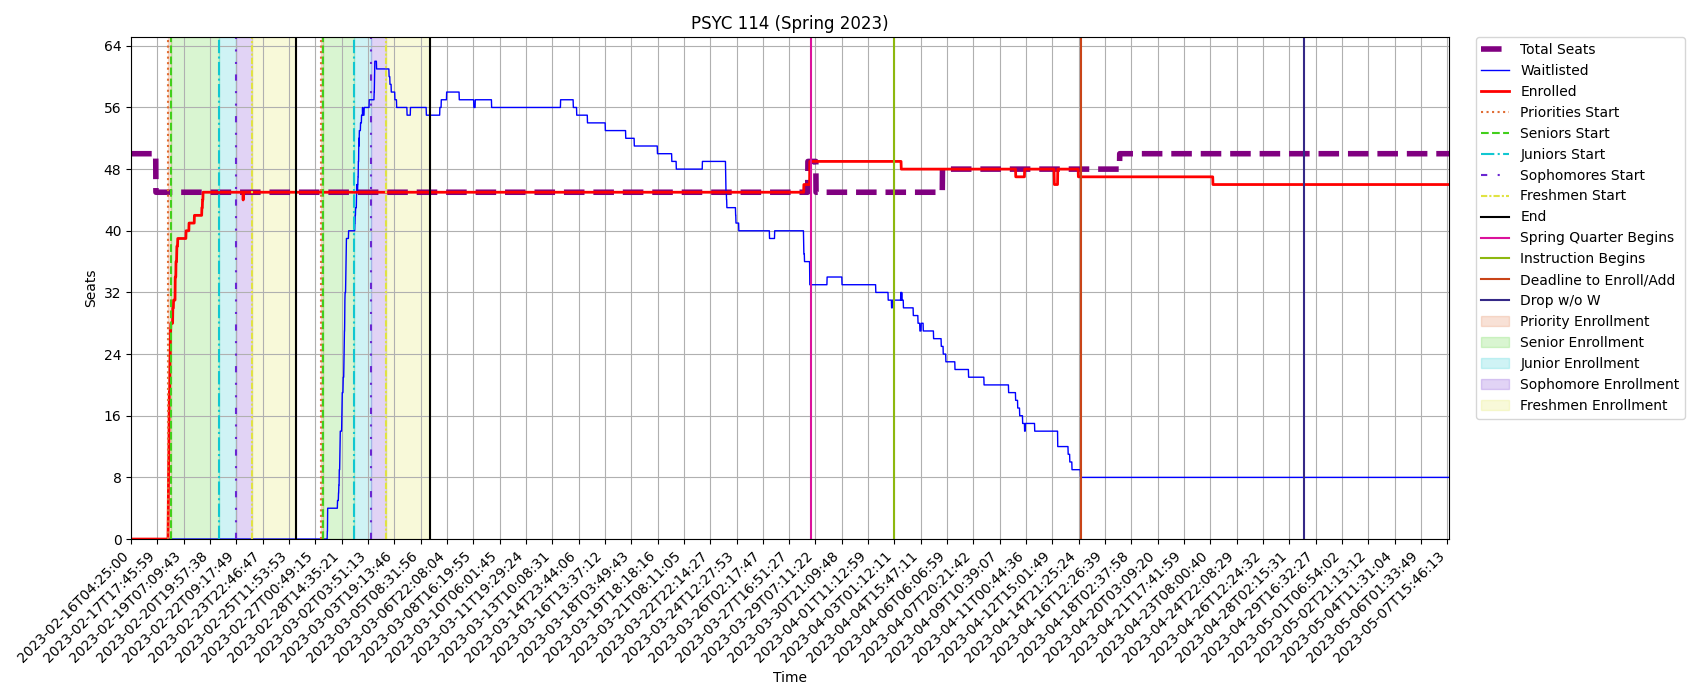 PSYC 114 (Spring 2023)
Seats
64
56
48
40
32
24
16
8
0
2023-02-16T04:25:00
2023-02-17T17:45:59
2023-02-19T07:09:43
2023-02-20T19:57:38
2023-02-22T09:17:49
2023-02-23T22:46:47
2023-02-25T11:53:53
2023-02-27T00:49:15
2023-02-28T14:35:21
2023-03-02T03:51:13
2023-03-03T19:13:46
2023-03-05T08:31:56
2023-03-06T22:08:04
2023-03-08T16:19:55
2023-03-10T06:01:45
2023-03-11T19:29:24
2023-03-13T10:08:31
2023-03-14T23:44:06
2023-03-16T13:37:12
2023-03-18T03:49:43
2023-03-19T18:18:16
2023-03-21T08:11:05
2023-03-22T22:14:27
2023-03-24T12:27:53
2023-03-26T02:17:47
2023-03-27T16:51:27
2023-03-29T07:11:22
2023-03-30T21:09:48
2023-04-01T11:12:59
2023-04-03T01:12:11
2023-04-04T15:47:11
2023-04-06T06:06:59
2023-04-07T20:21:42
2023-04-09T10:39:07
2023-04-11T00:44:36
2023-04-12T15:01:49
2023-04-14T21:25:24
2023-04-16T12:26:39
2023-04-18T02:37:58
2023-04-20T03:09:20
2023-04-21T17:41:59
2023-04-23T08:00:40
2023-04-24T22:08:29
2023-04-26T12:24:32
2023-04-28T02:15:31
2023-04-29T16:32:27
2023-05-01T06:54:02
2023-05-02T21:13:12
2023-05-04T11:31:04
2023-05-06T01:33:49
2023-05-07T15:46:13
Time
Total Seats
Waitlisted
Enrolled
Priorities Start
Seniors Start
Juniors Start
Sophomores Start
Freshmen Start
End
Spring Quarter Begins
Instruction Begins
Deadline to Enroll/Add
Drop w/o W
Priority Enrollment
Senior Enrollment
Junior Enrollment
Sophomore Enrollment
Freshmen Enrollment